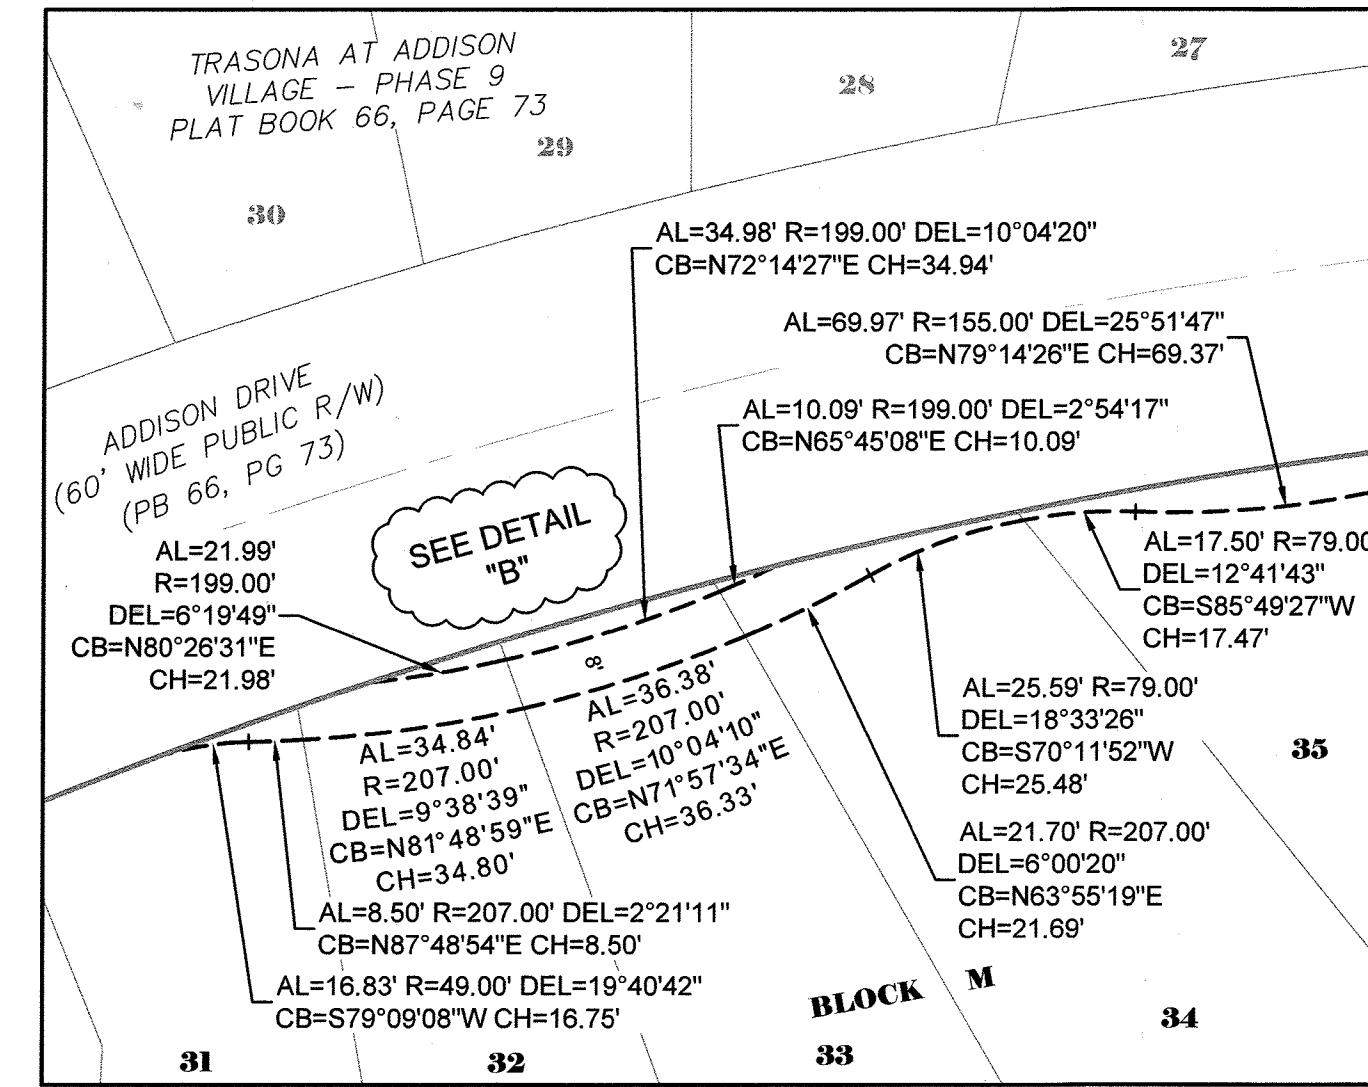 TRASONA AT ADDISON
VILLAGE – PHASE 9
PLAT BOOK 66, PAGE 73
27
28
29
30
AL=34.98' R=199.00' DEL=10°04'20"
CB=N72°14'27"E CH=34.94'
AL=69.97' R=155.00' DEL=25°51'47"
CB=N79°14'26"E CH=69.37'
ADDISON DRIVE
(60' WIDE PUBLIC R/W)
(PB 66, PG 73)
AL=10.09' R=199.00' DEL=2°54'17"
CB=N65°45'08"E CH=10.09'
SEE DETAIL
"B"
AL=21.99'
R=199.00'
DEL=6°19'49"
CB=N80°26'31"E
CH=21.98'
AL=17.50' R=79.00
DEL=12°41'43"
CB=S85°49'27"W
CH=17.47'
8'
AL=36.38'
R=207.00'
DEL=10°04'10"
CB=N71°57'34"E
CH=36.33'
AL=34.84'
R=207.00'
DEL=9°38'39"
CB=N81°48'59"E
CH=34.80'
AL=25.59' R=79.00'
DEL=18°33'26"
CB=S70°11'52"W
CH=25.48'
35
AL=21.70' R=207.00'
DEL=6°00'20"
CB=N63°55'19"E
CH=21.69'
AL=8.50' R=207.00' DEL=2°21'11"
CB=N87°48'54"E CH=8.50'
AL=16.83' R=49.00' DEL=19°40'42"
CB=S79°09'08"W CH=16.75'
BLOCK M
31
32
33
34